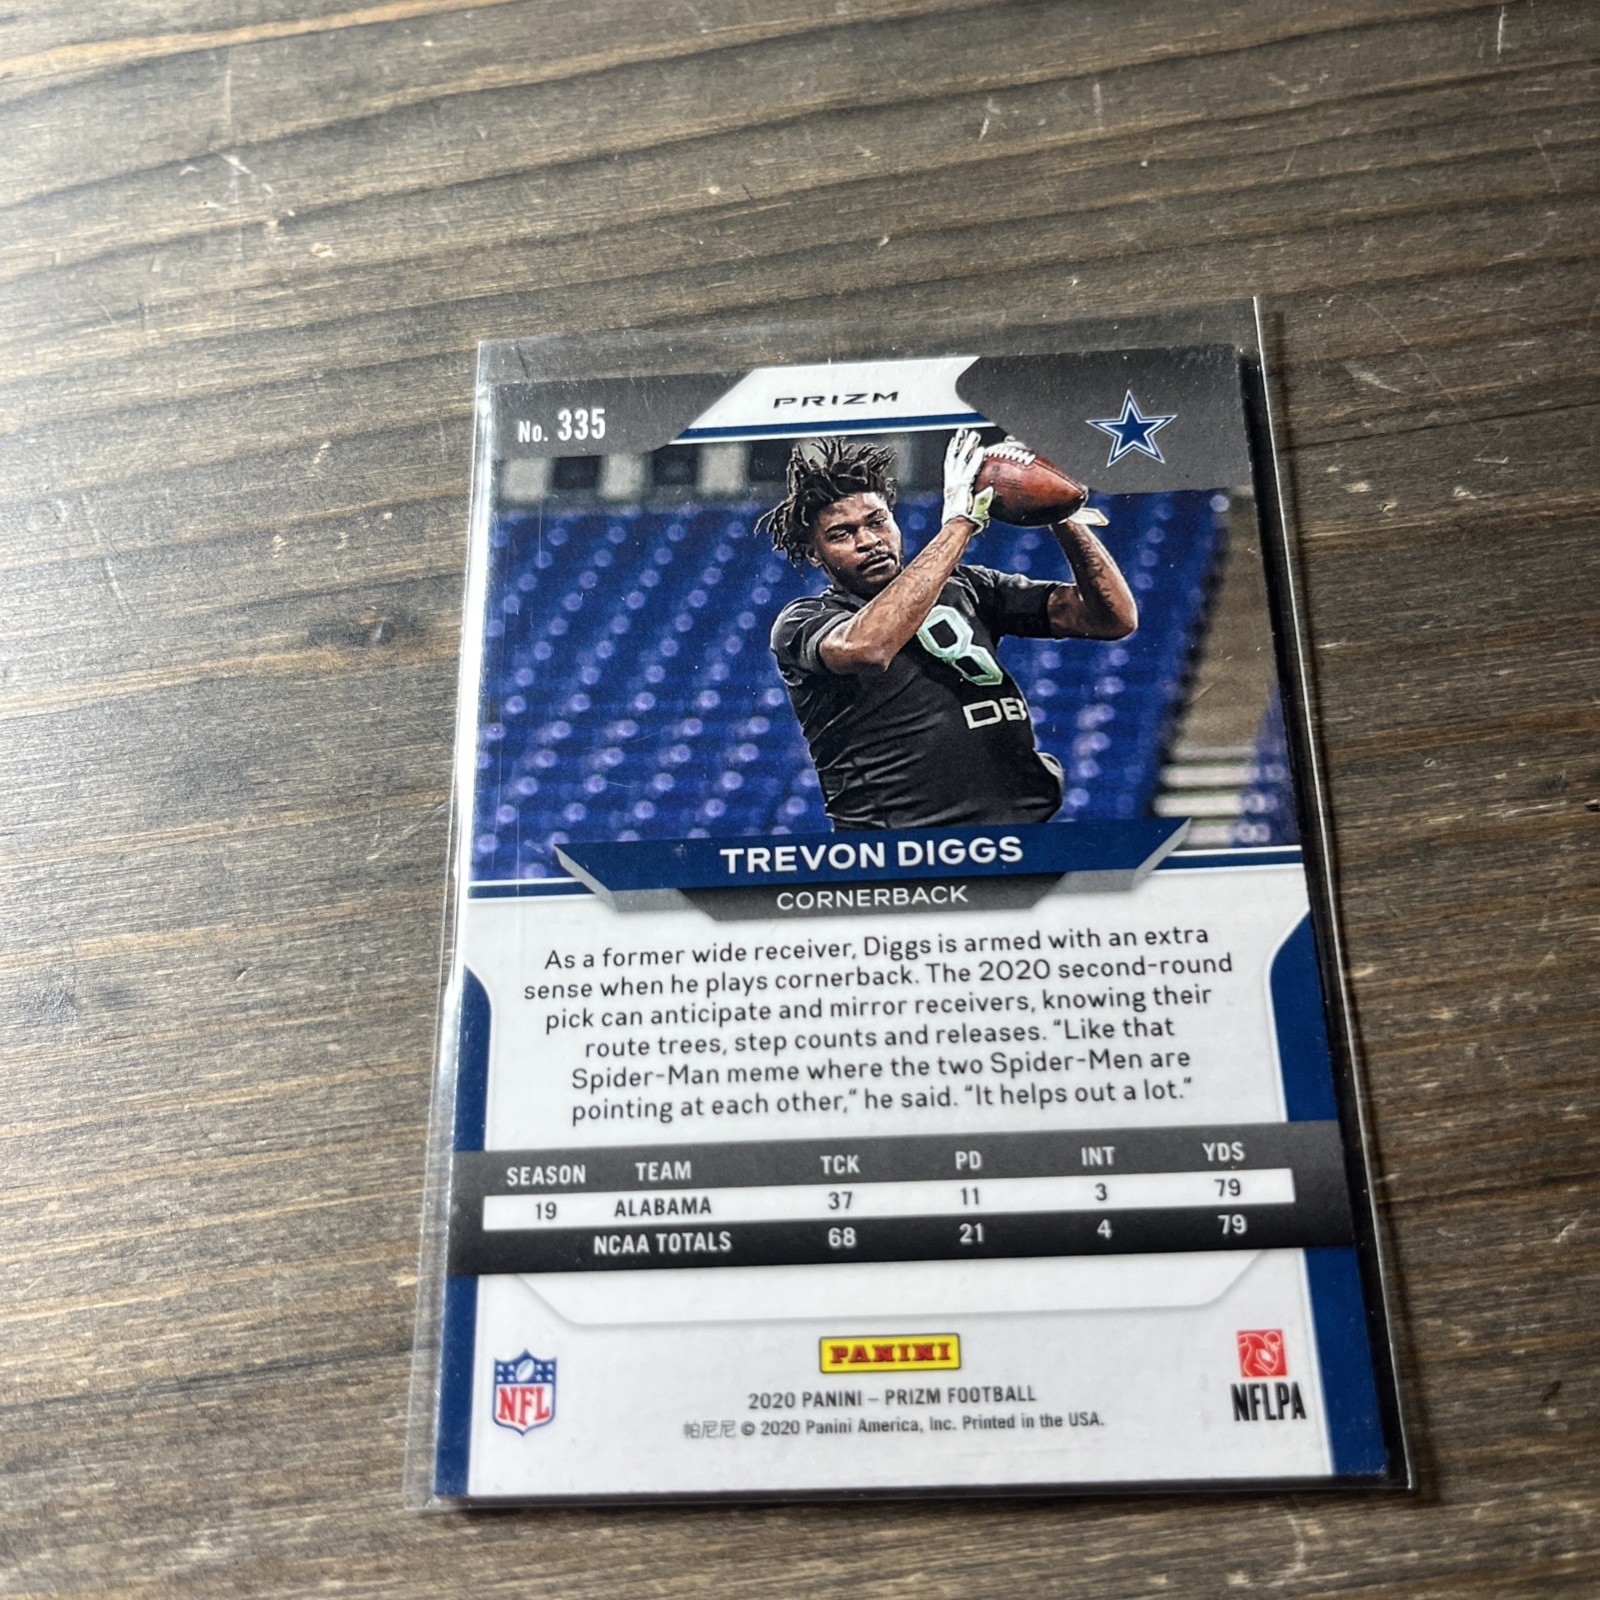 No. 335
PRIZM
8
DB
TREVON DIGGS
CORNERBACK
As a former wide receiver, Diggs is armed with an extra
sense when he plays cornerback. The 2020 second-round
pick can anticipate and mirror receivers, knowing their
route trees, step counts and releases. “Like that
Spider-Man meme where the two Spider-Men are
pointing at each other,” he said. “It helps out a lot.”
SEASON TEAM TCK PD INT YDS
19 ALABAMA 37 11 3 79
NCAA TOTALS 68 21 4 79
PANINI
2020 PANINI – PRIZM FOOTBALL
帕尼尼 © 2020 Panini America, Inc. Printed in the USA.
NFL
NFLPA